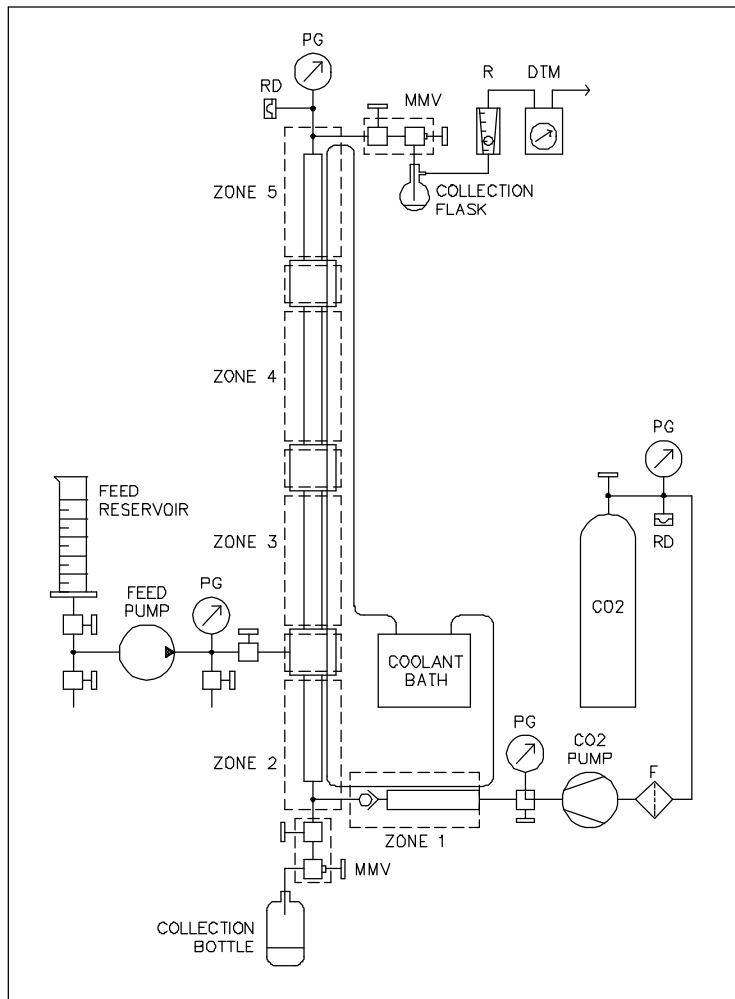 PG
RD
MMV
R
DTM
ZONE 5
COLLECTION
FLASK
ZONE 4
PG
FEED
RESERVOIR
ZONE 3
RD
FEED
PUMP
PG
CO2
COOLANT
BATH
PG
CO2
PUMP
ZONE 2
F
ZONE 1
MMV
COLLECTION
BOTTLE